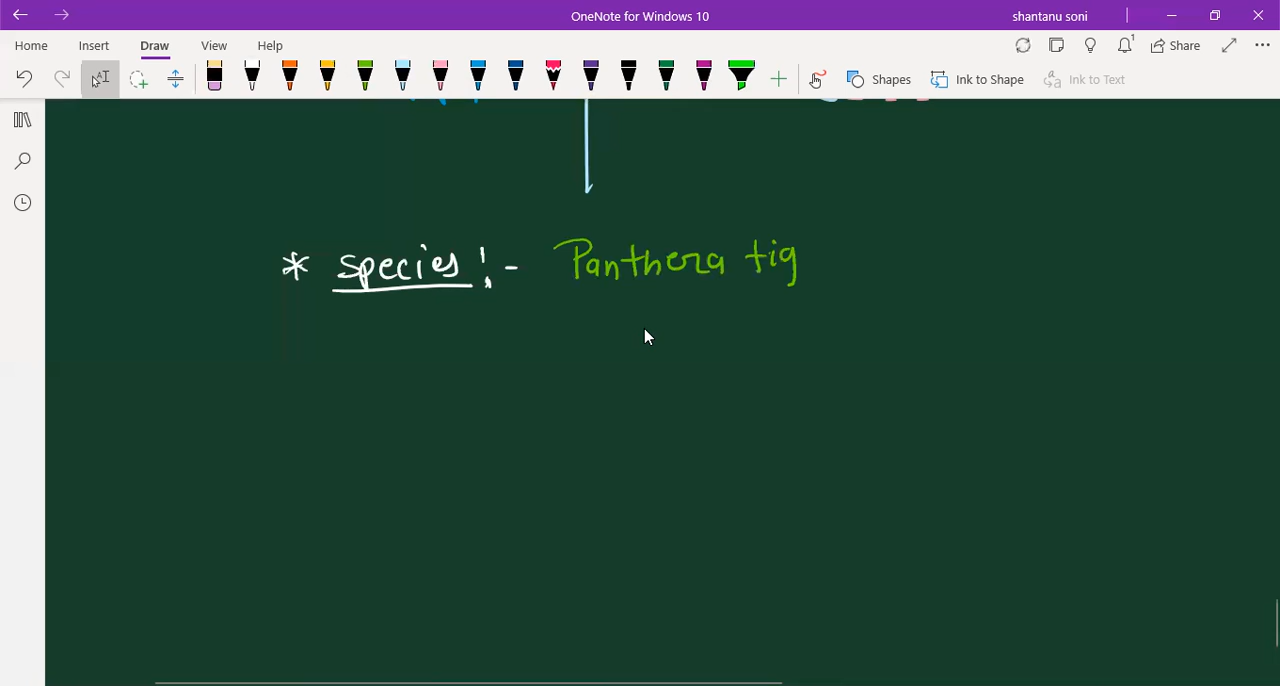 OneNote for Windows 10
shantanu soni
Home Insert Draw View Help
Share
Shapes Ink to Shape Ink to Text
* species :- Panthera tig